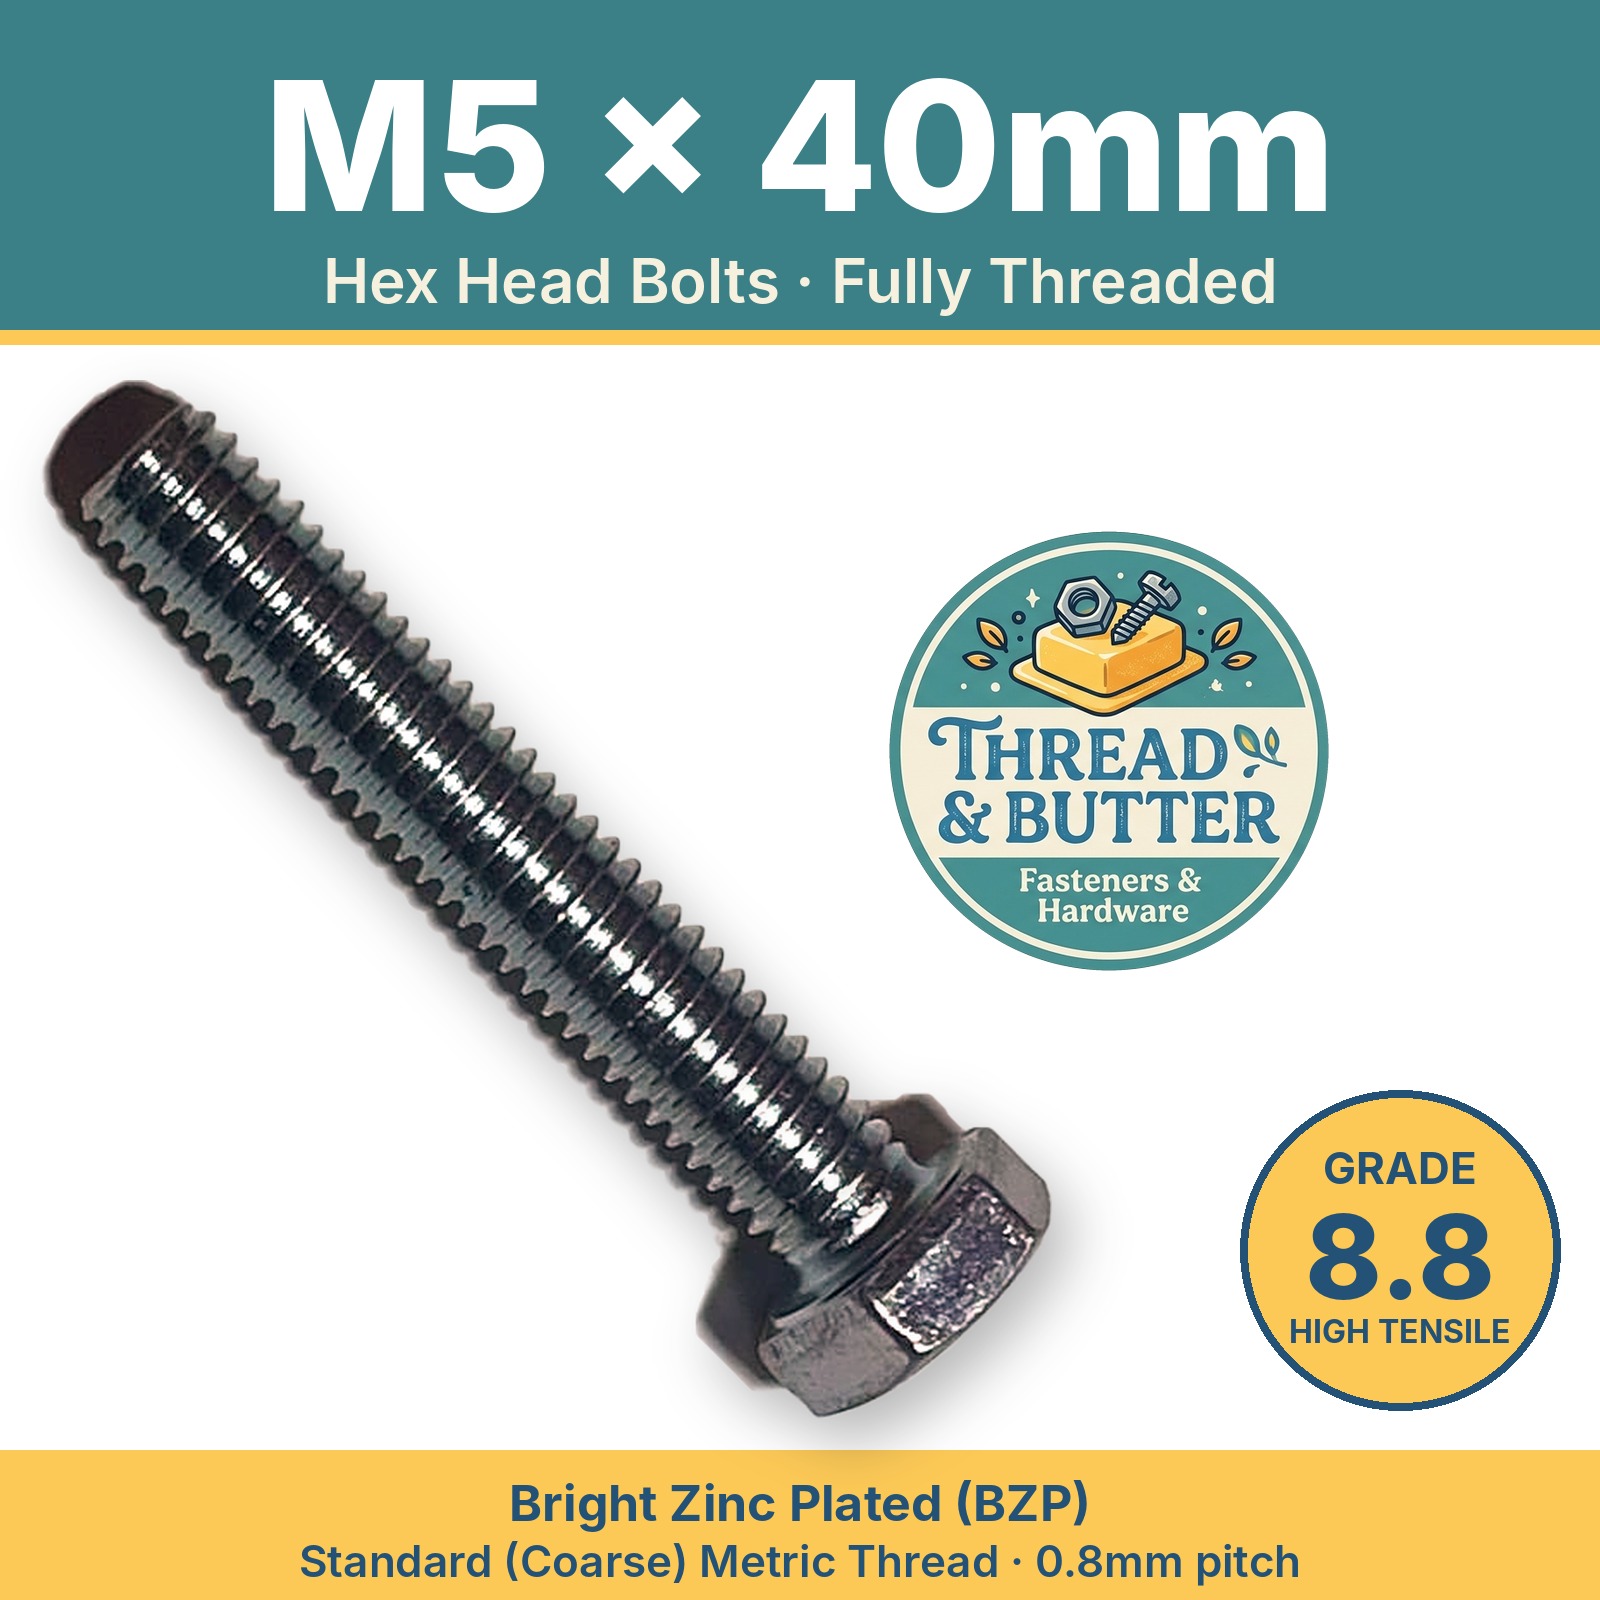 M5 × 40mm
Hex Head Bolts · Fully Threaded
THREAD
& BUTTER
Fasteners &
Hardware
GRADE
8.8
HIGH TENSILE
Bright Zinc Plated (BZP)
Standard (Coarse) Metric Thread · 0.8mm pitch